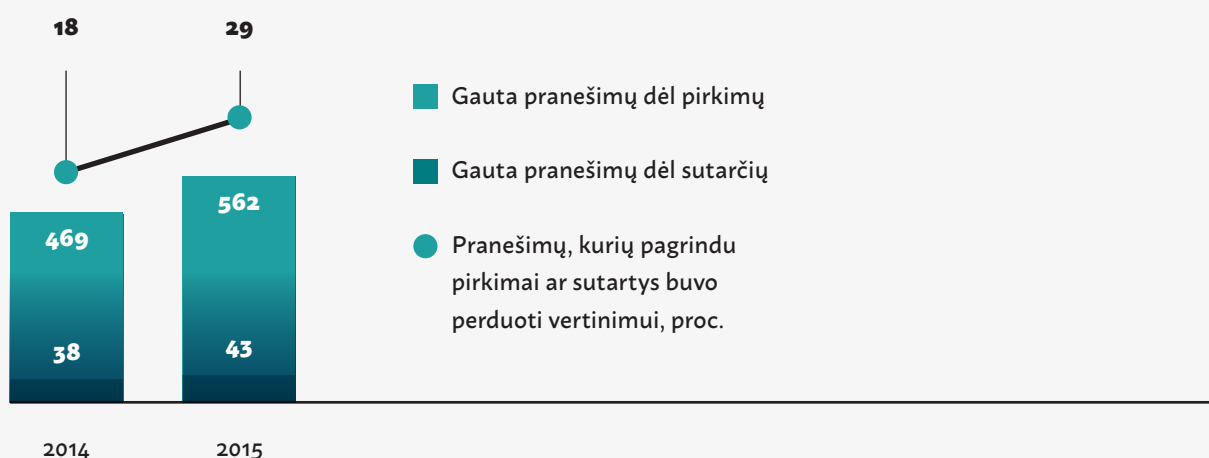 18
29
Gauta pranešimų dėl pirkimų
Gauta pranešimų dėl sutarčių
Pranešimų, kurių pagrindu
pirkimai ar sutartys buvo
perduoti vertinimui, proc.
469
562
38
43
2014
2015